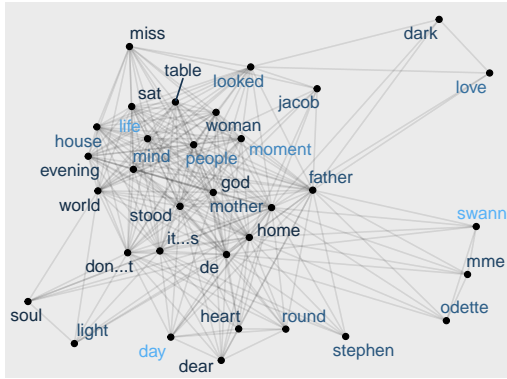 miss
dark
table
looked
love
sat
jacob
life
woman
house
mind
people
moment
evening
god
father
world
mother
stood
swann
it...s
home
don...t
de
mme
soul
light
heart
round
odette
day
stephen
dear